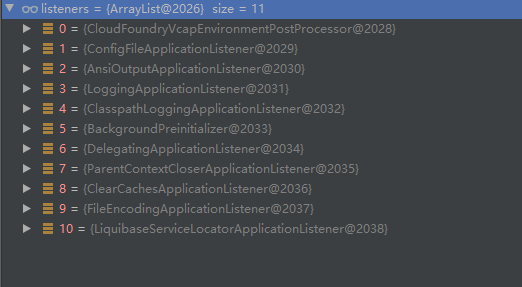 listeners = {ArrayList@2026} size = 11
0 = {CloudFoundryVcapEnvironmentPostProcessor@2028}
1 = {ConfigFileApplicationListener@2029}
2 = {AnsiOutputApplicationListener@2030}
3 = {LoggingApplicationListener@2031}
4 = {ClasspathLoggingApplicationListener@2032}
5 = {BackgroundPreinitializer@2033}
6 = {DelegatingApplicationListener@2034}
7 = {ParentContextCloserApplicationListener@2035}
8 = {ClearCachesApplicationListener@2036}
9 = {FileEncodingApplicationListener@2037}
10 = {LiquibaseServiceLocatorApplicationListener@2038}